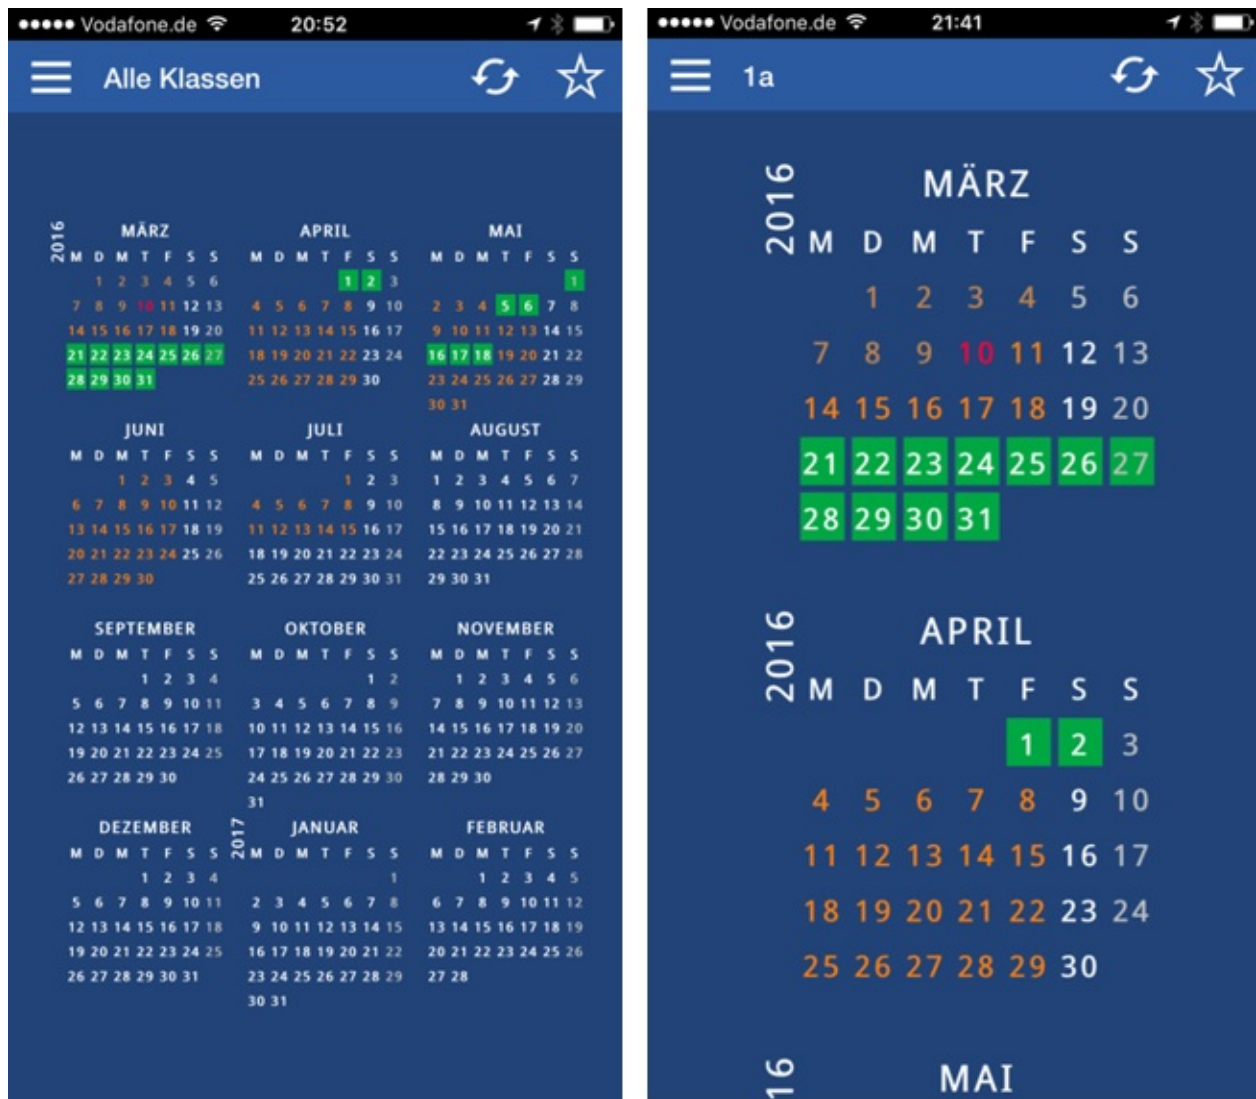 Vodafone.de 20:52
Alle Klassen
2016
MÄRZ APRIL MAI
M D M T F S S M D M T F S S M D M T F S S
1 2 3 4 5 6 1 2 3 1
7 8 9 10 11 12 13 4 5 6 7 8 9 10 2 3 4 5 6 7 8
14 15 16 17 18 19 20 11 12 13 14 15 16 17 9 10 11 12 13 14 15
21 22 23 24 25 26 27 18 19 20 21 22 23 24 16 17 18 19 20 21 22
28 29 30 31 25 26 27 28 29 30 23 24 25 26 27 28 29
30 31
JUNI JULI AUGUST
M D M T F S S M D M T F S S M D M T F S S
1 2 3 4 5 1 2 3 1 2 3 4 5 6 7
6 7 8 9 10 11 12 4 5 6 7 8 9 10 8 9 10 11 12 13 14
13 14 15 16 17 18 19 11 12 13 14 15 16 17 15 16 17 18 19 20 21
20 21 22 23 24 25 26 18 19 20 21 22 23 24 22 23 24 25 26 27 28
27 28 29 30 25 26 27 28 29 30 31 29 30 31
SEPTEMBER OKTOBER NOVEMBER
M D M T F S S M D M T F S S M D M T F S S
1 2 3 4 1 2 1 2 3 4 5 6
5 6 7 8 9 10 11 3 4 5 6 7 8 9 7 8 9 10 11 12 13
12 13 14 15 16 17 18 10 11 12 13 14 15 16 14 15 16 17 18 19 20
19 20 21 22 23 24 25 17 18 19 20 21 22 23 21 22 23 24 25 26 27
26 27 28 29 30 24 25 26 27 28 29 30 28 29 30
31
DEZEMBER 2017 JANUAR FEBRUAR
M D M T F S S M D M T F S S M D M T F S S
1 2 3 4 1 1 2 3 4 5
5 6 7 8 9 10 11 2 3 4 5 6 7 8 6 7 8 9 10 11 12
12 13 14 15 16 17 18 9 10 11 12 13 14 15 13 14 15 16 17 18 19
19 20 21 22 23 24 25 16 17 18 19 20 21 22 20 21 22 23 24 25 26
26 27 28 29 30 31 23 24 25 26 27 28 29 27 28
30 31
Vodafone.de 21:41
1a
2016
MÄRZ
M D M T F S S
1 2 3 4 5 6
7 8 9 10 11 12 13
14 15 16 17 18 19 20
21 22 23 24 25 26 27
28 29 30 31
2016
APRIL
M D M T F S S
1 2 3
4 5 6 7 8 9 10
11 12 13 14 15 16 17
18 19 20 21 22 23 24
25 26 27 28 29 30
16
MAI